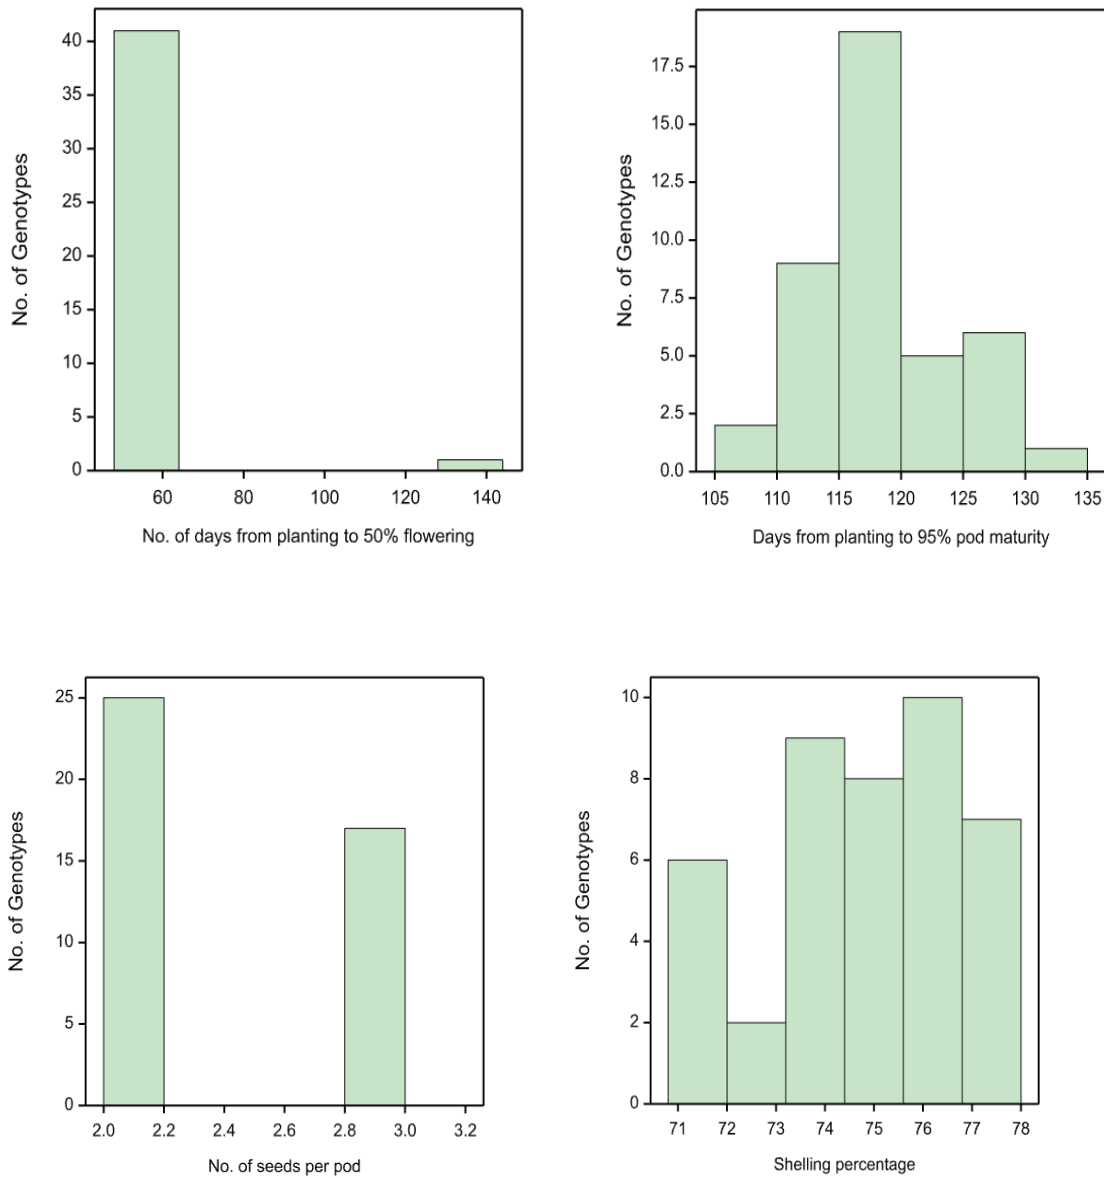 No. of Genotypes
40
35
30
25
20
15
10
5
0
60 80 100 120 140
No. of days from planting to 50% flowering
No. of Genotypes
17.5
15.0
12.5
10.0
7.5
5.0
2.5
0.0
105 110 115 120 125 130 135
Days from planting to 95% pod maturity
No. of Genotypes
25
20
15
10
5
0
2.0 2.2 2.4 2.6 2.8 3.0 3.2
No. of seeds per pod
No. of Genotypes
10
8
6
4
2
0
71 72 73 74 75 76 77 78
Shelling percentage